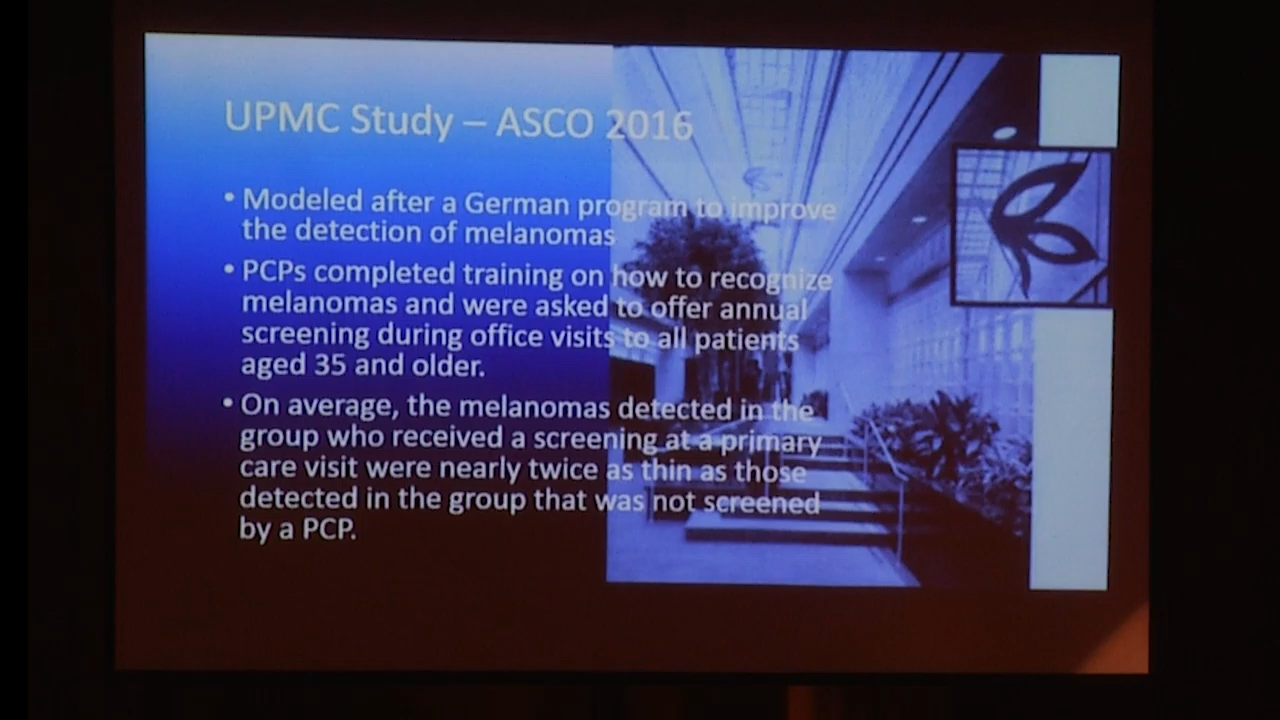 UPMC Study – ASCO 2016
• Modeled after a German program to improve
the detection of melanomas
• PCPs completed training on how to recognize
melanomas and were asked to offer annual
screening during office visits to all patients
aged 35 and older.
• On average, the melanomas detected in the
group who received a screening at a primary
care visit were nearly twice as thin as those
detected in the group that was not screened
by a PCP.